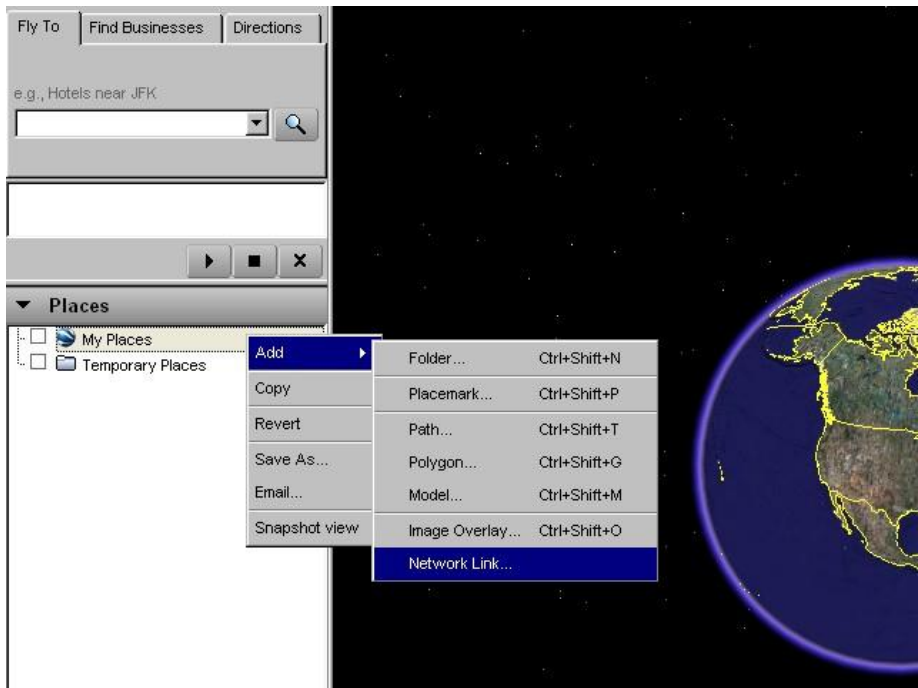 Fly To Find Businesses Directions
e.g., Hotels near JFK
Places
My Places
Temporary Places
Add
Copy
Revert
Save As...
Email...
Snapshot view
Folder... Ctrl+Shift+N
Placemark... Ctrl+Shift+P
Path... Ctrl+Shift+T
Polygon... Ctrl+Shift+G
Model... Ctrl+Shift+M
Image Overlay... Ctrl+Shift+O
Network Link...